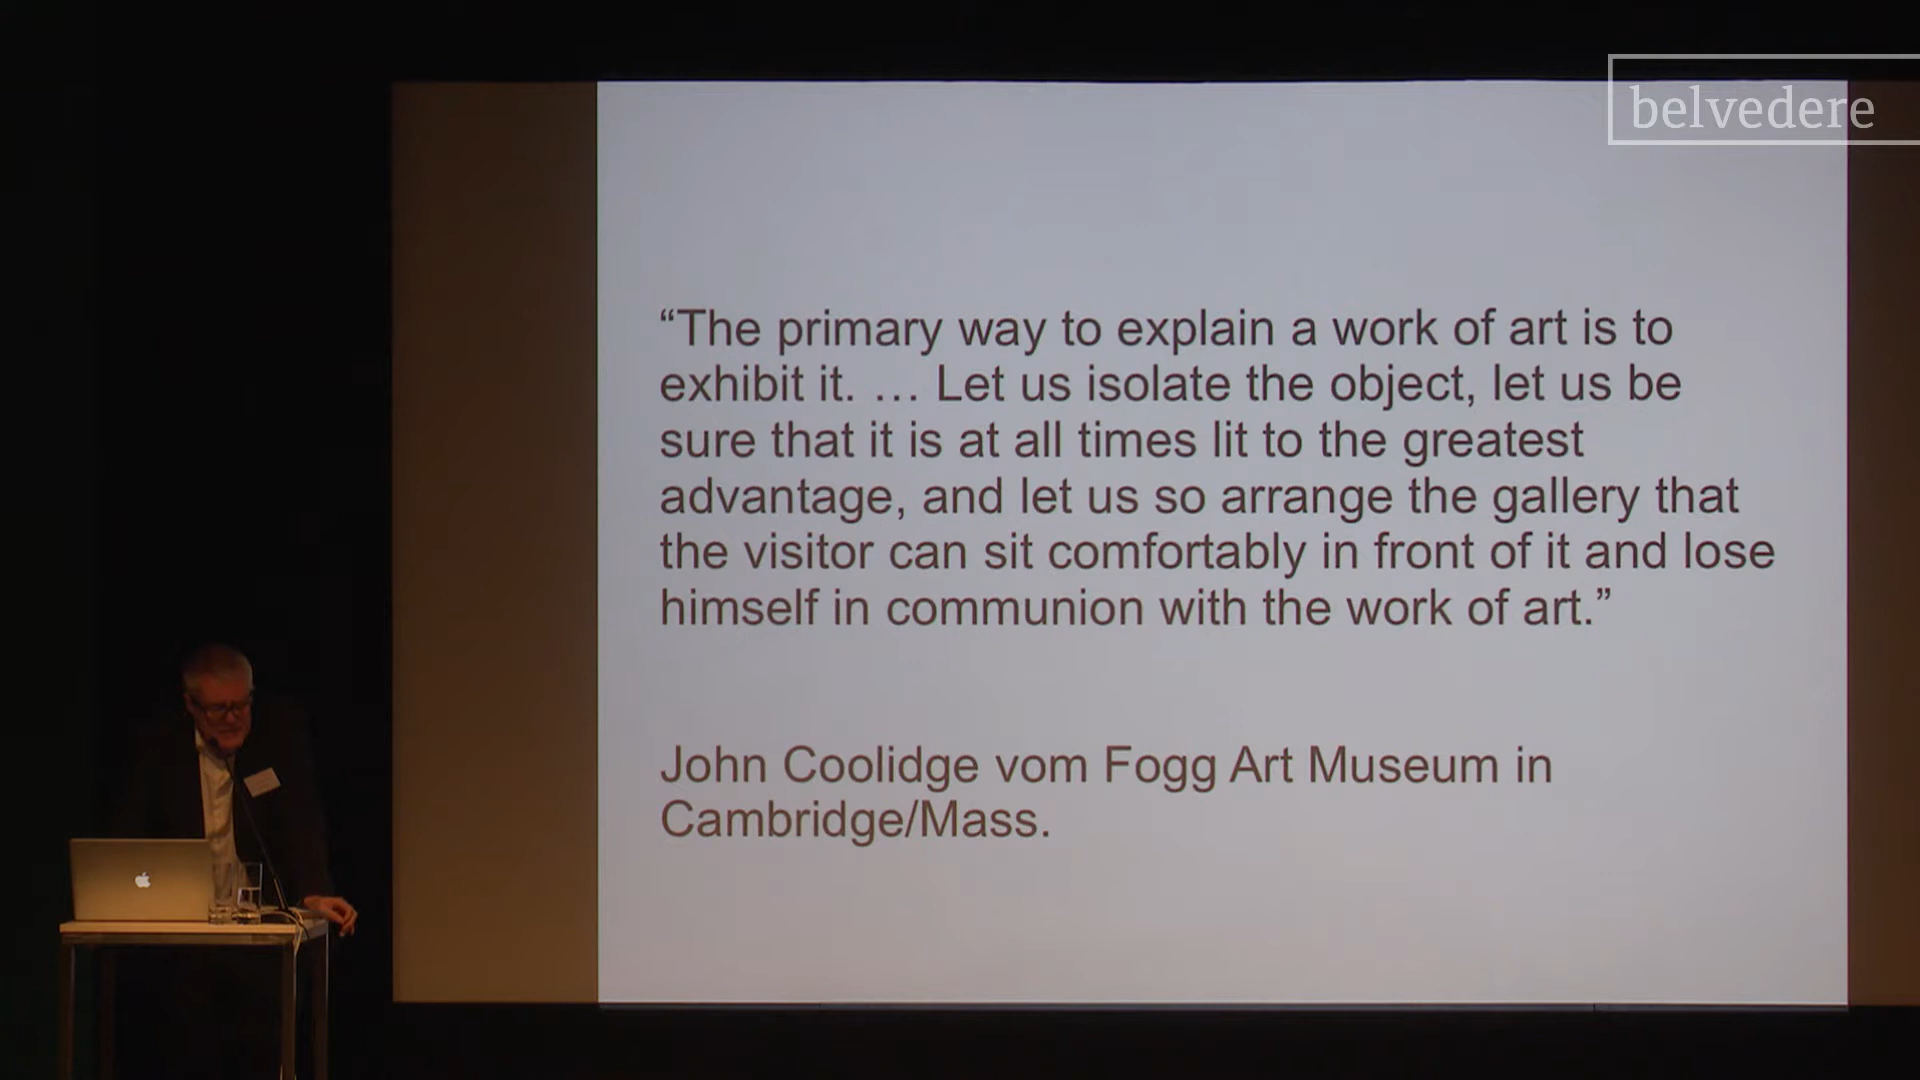 belvedere
“The primary way to explain a work of art is to
exhibit it. … Let us isolate the object, let us be
sure that it is at all times lit to the greatest
advantage, and let us so arrange the gallery that
the visitor can sit comfortably in front of it and lose
himself in communion with the work of art.”
John Coolidge vom Fogg Art Museum in
Cambridge/Mass.